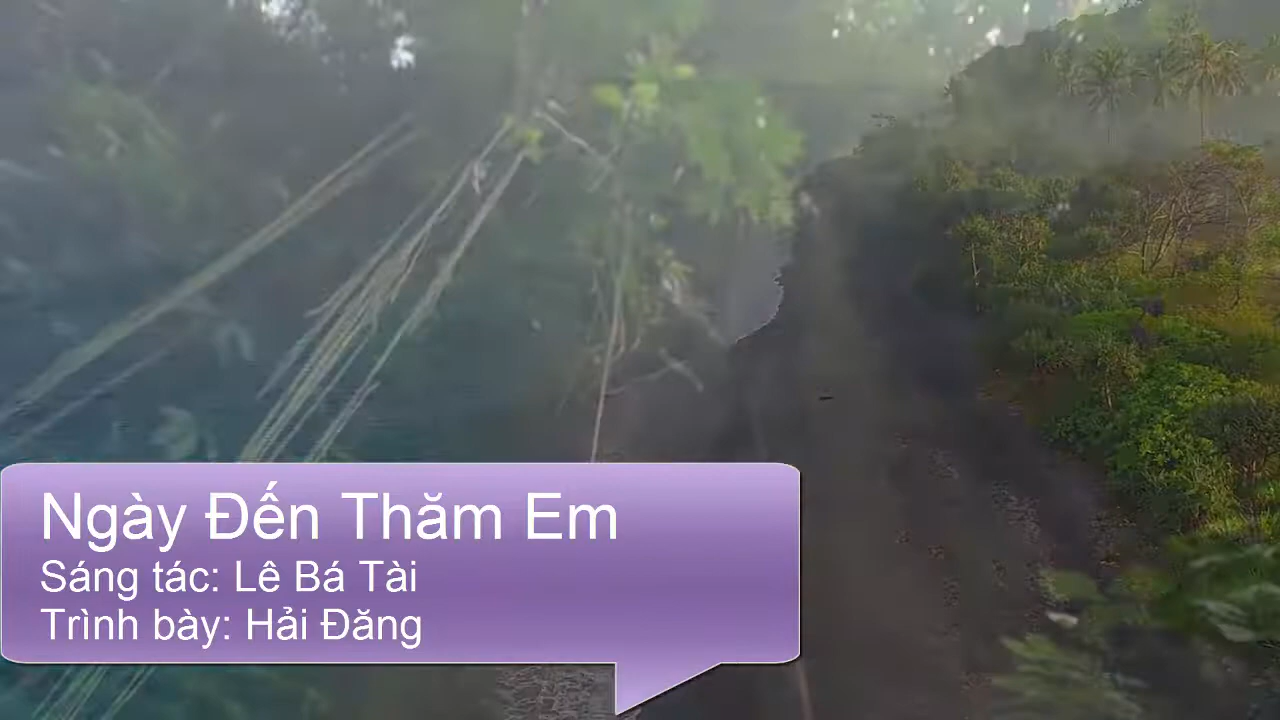 Ngày Đến Thăm Em
Sáng tác: Lê Bá Tài
Trình bày: Hải Đăng